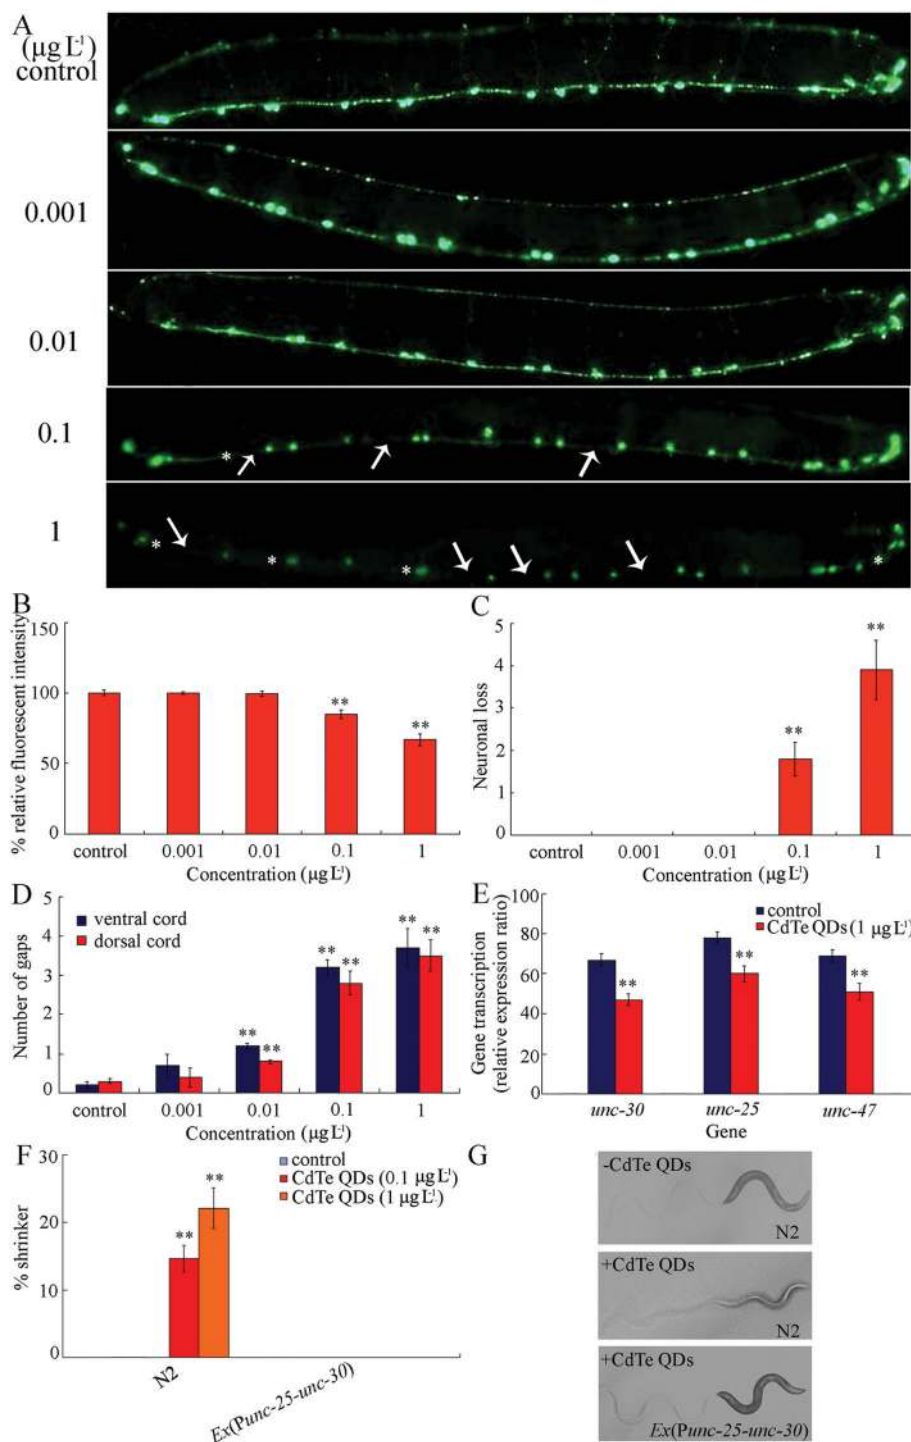 A
(µg L⁻¹)
control
0.001
0.01
0.1
*
1
* * * *
B
% relative fluorescent intensity
150
100
50
0
** **
control 0.001 0.01 0.1 1
Concentration (µg L⁻¹)
C
Neuronal loss
5
4
3
2
1
0
** **
control 0.001 0.01 0.1 1
Concentration (µg L⁻¹)
D
Number of gaps
5
4
3
2
1
0
ventral cord
dorsal cord
** ** ** ** ** **
control 0.001 0.01 0.1 1
Concentration (µg L⁻¹)
E
Gene transcription
(relative expression ratio)
100
80
60
40
20
0
control
CdTe QDs (1 µg L⁻¹)
** ** **
unc-30 unc-25 unc-47
Gene
F
% shrinker
30
20
10
0
control
CdTe QDs (0.1 µg L⁻¹)
CdTe QDs (1 µg L⁻¹)
** **
N2
Ex(Punc-25-unc-30)
G
-CdTe QDs
N2
+CdTe QDs
N2
+CdTe QDs
Ex(Punc-25-unc-30)